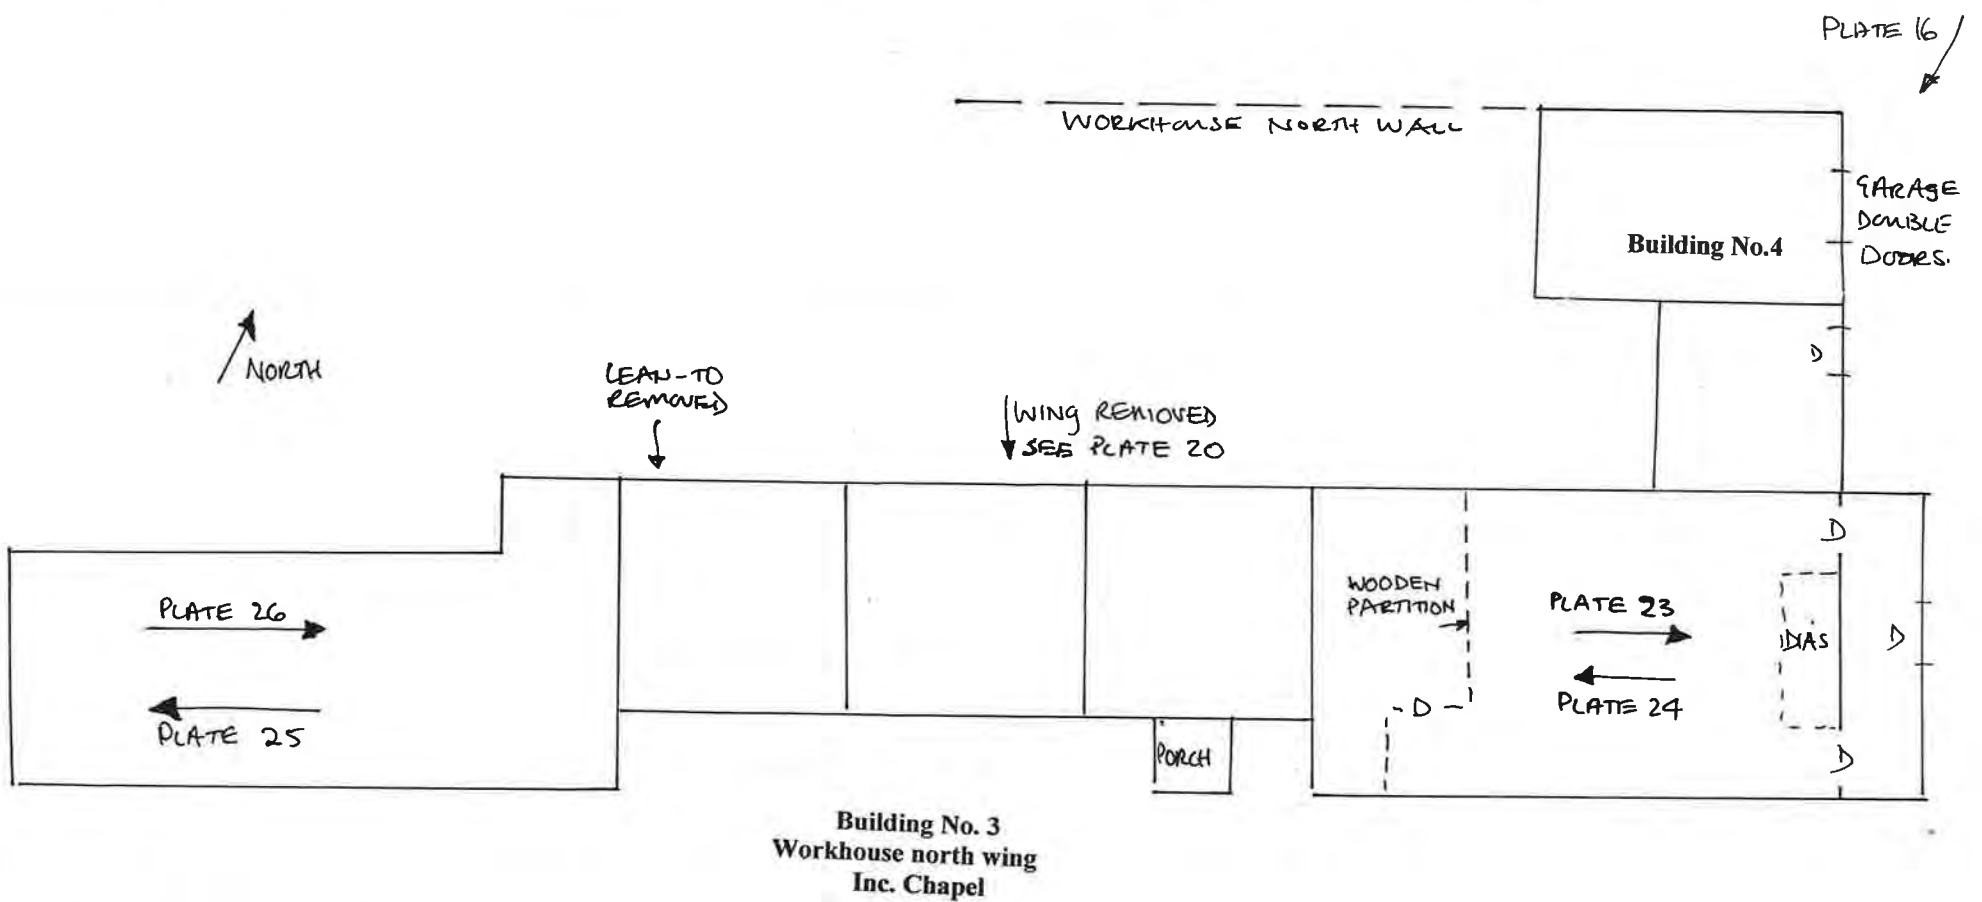 PLATE 16
WORKHOUSE NORTH WALL
GARAGE
DOUBLE
DOORS.
Building No.4
D
NORTH
LEAN-TO
REMOVED
WING REMOVED
SEE PLATE 20
D
WOODEN
PARTITION
PLATE 26
PLATE 23
DIAS
D
PLATE 25
D
PLATE 24
PORCH
D
Building No. 3
Workhouse north wing
Inc. Chapel